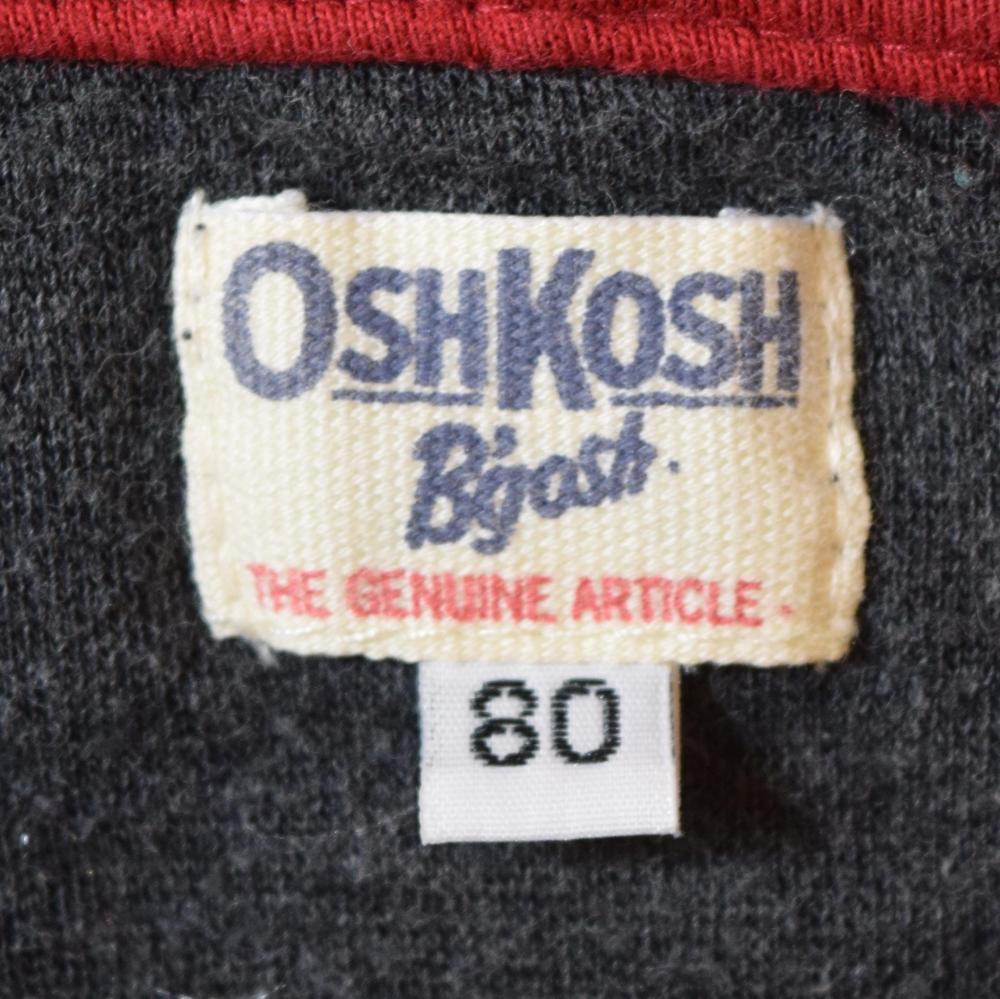 OSHKOSH
B'gosh.
THE GENUINE ARTICLE.
80